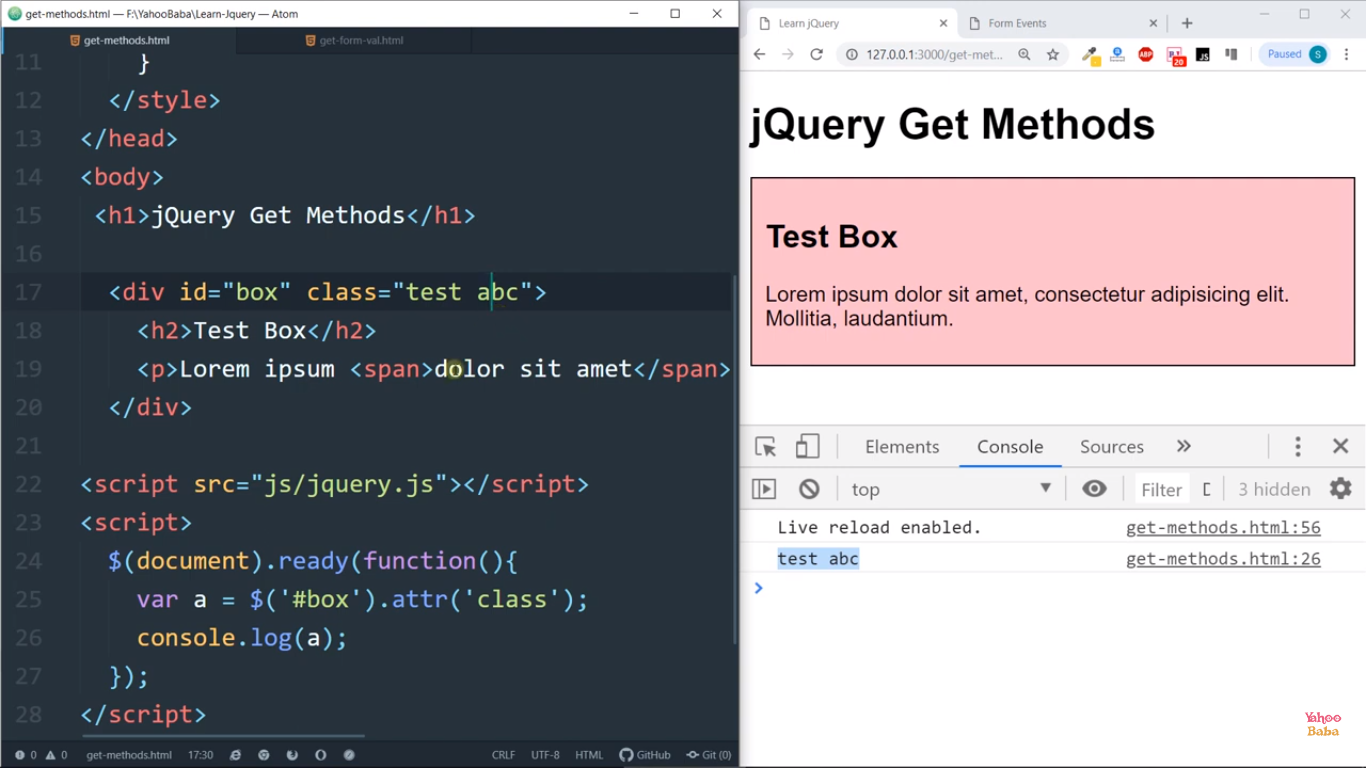 get-methods.html — F:\YahooBaba\Learn-Jquery — Atom
get-methods.html
get-form-val.html
11 }
12 </style>
13 </head>
14 <body>
15 <h1>jQuery Get Methods</h1>
16
17 <div id="box" class="test abc">
18 <h2>Test Box</h2>
19 <p>Lorem ipsum <span>dolor sit amet</span>
20 </div>
21
22 <script src="js/jquery.js"></script>
23 <script>
24 $(document).ready(function(){
25 var a = $('#box').attr('class');
26 console.log(a);
27 });
28 </script>
0 0 get-methods.html 17:30 CRLF UTF-8 HTML GitHub Git (0)
Learn jQuery
Form Events
127.0.0.1:3000/get-met...
ABP
20
JS
Paused S
jQuery Get Methods
Test Box
Lorem ipsum dolor sit amet, consectetur adipisicing elit.
Mollitia, laudantium.
Elements Console Sources
top Filter 3 hidden
Live reload enabled. get-methods.html:56
test abc get-methods.html:26
Yahoo
Baba